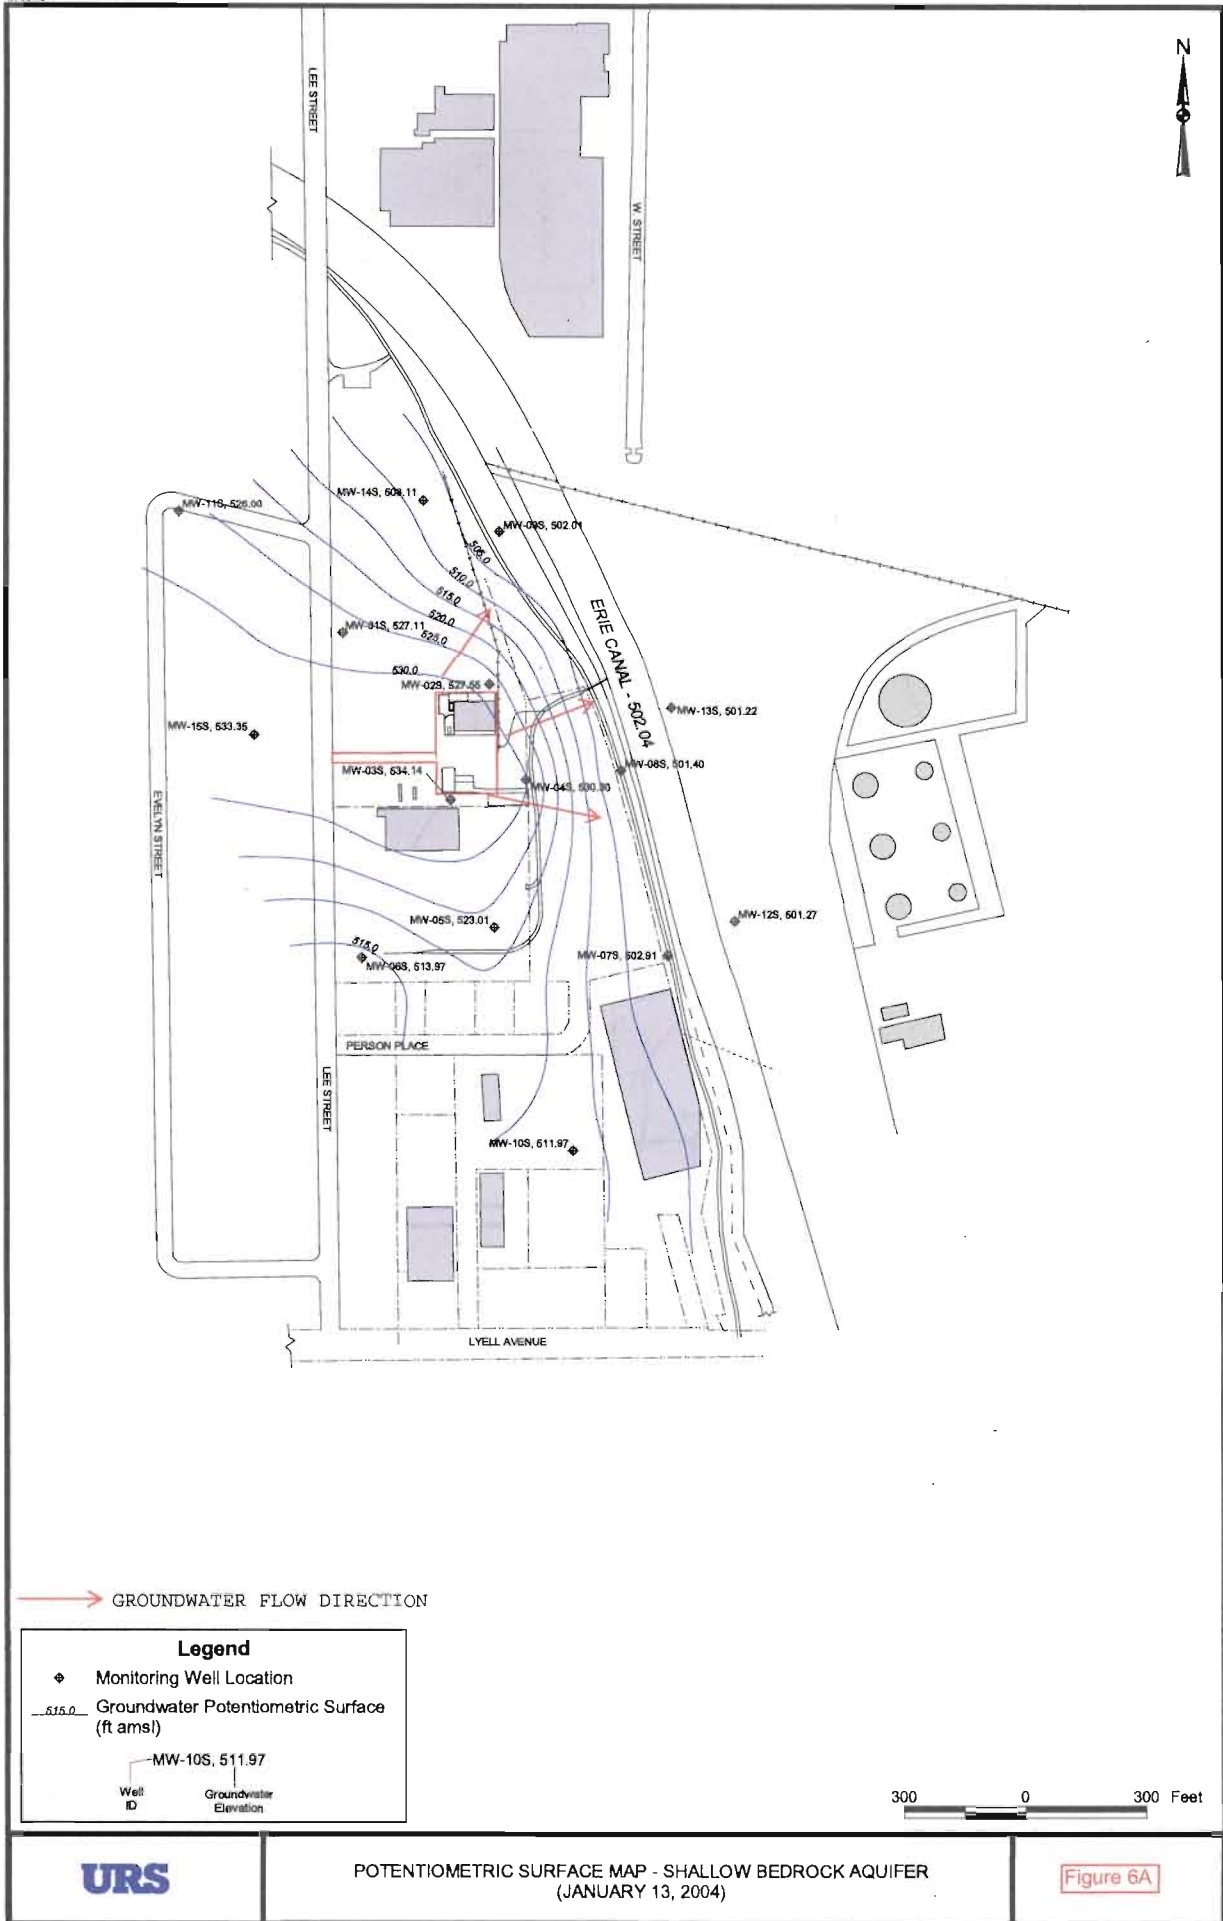 N
LEE STREET
W. STREET
MW-14S, 508.11
MW-11S, 526.00
MW-09S, 502.01
505.0
510.0
515.0
520.0
525.0
530.0
MW-01S, 527.11
ERIE CANAL - 502.04
MW-02S, 527.55
MW-13S, 501.22
MW-15S, 533.35
MW-08S, 501.40
MW-03S, 534.14
MW-04S, 530.30
EVELYN STREET
MW-12S, 501.27
MW-05S, 523.01
515.0
MW-07S, 502.91
MW-06S, 513.97
PERSON PLACE
LEE STREET
MW-10S, 511.97
LYELL AVENUE
GROUNDWATER FLOW DIRECTION
Legend
Monitoring Well Location
515.0 Groundwater Potentiometric Surface
(ft amsl)
MW-10S, 511.97
Well
ID
Groundwater
Elevation
300 0 300 Feet
URS
POTENTIOMETRIC SURFACE MAP - SHALLOW BEDROCK AQUIFER
(JANUARY 13, 2004)
Figure 6A